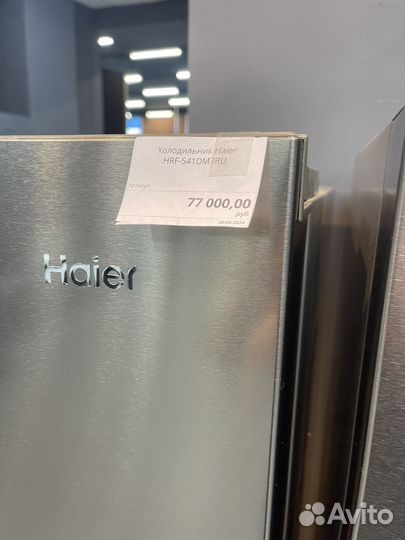 Холодильник Haier
HRF-541DM7RU
Артикул
77 000,00
руб
Haier
Avito